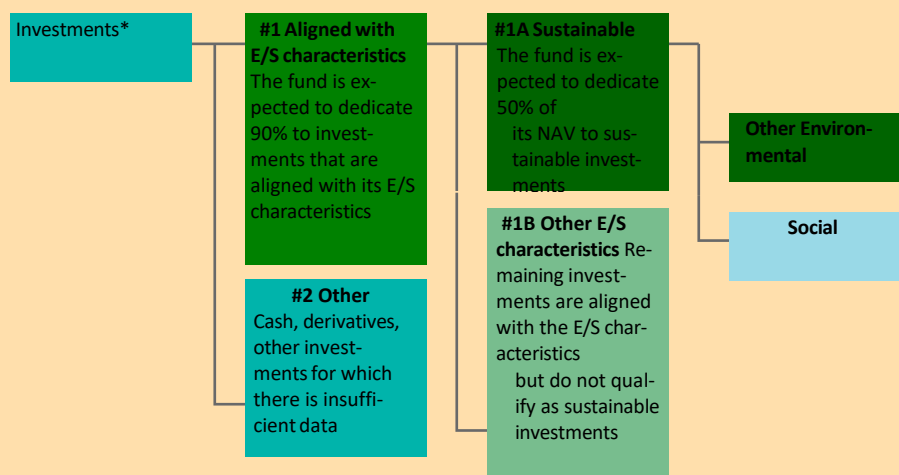 Investments*
#1 Aligned with
E/S characteristics
The fund is ex-
pected to dedicate
90% to invest-
ments that are
aligned with its E/S
characteristics
#2 Other
Cash, derivatives,
other invest-
ments for which
there is insuffi-
cient data
#1A Sustainable
The fund is
expected to dedicate
50% of
its NAV to sus-
tainable invest-
ments
#1B Other E/S
characteristics Re-
maining invest-
ments are aligned
with the E/S char-
acteristics
but do not qual-
ify as sustainable
investments
Other Environ-
mental
Social